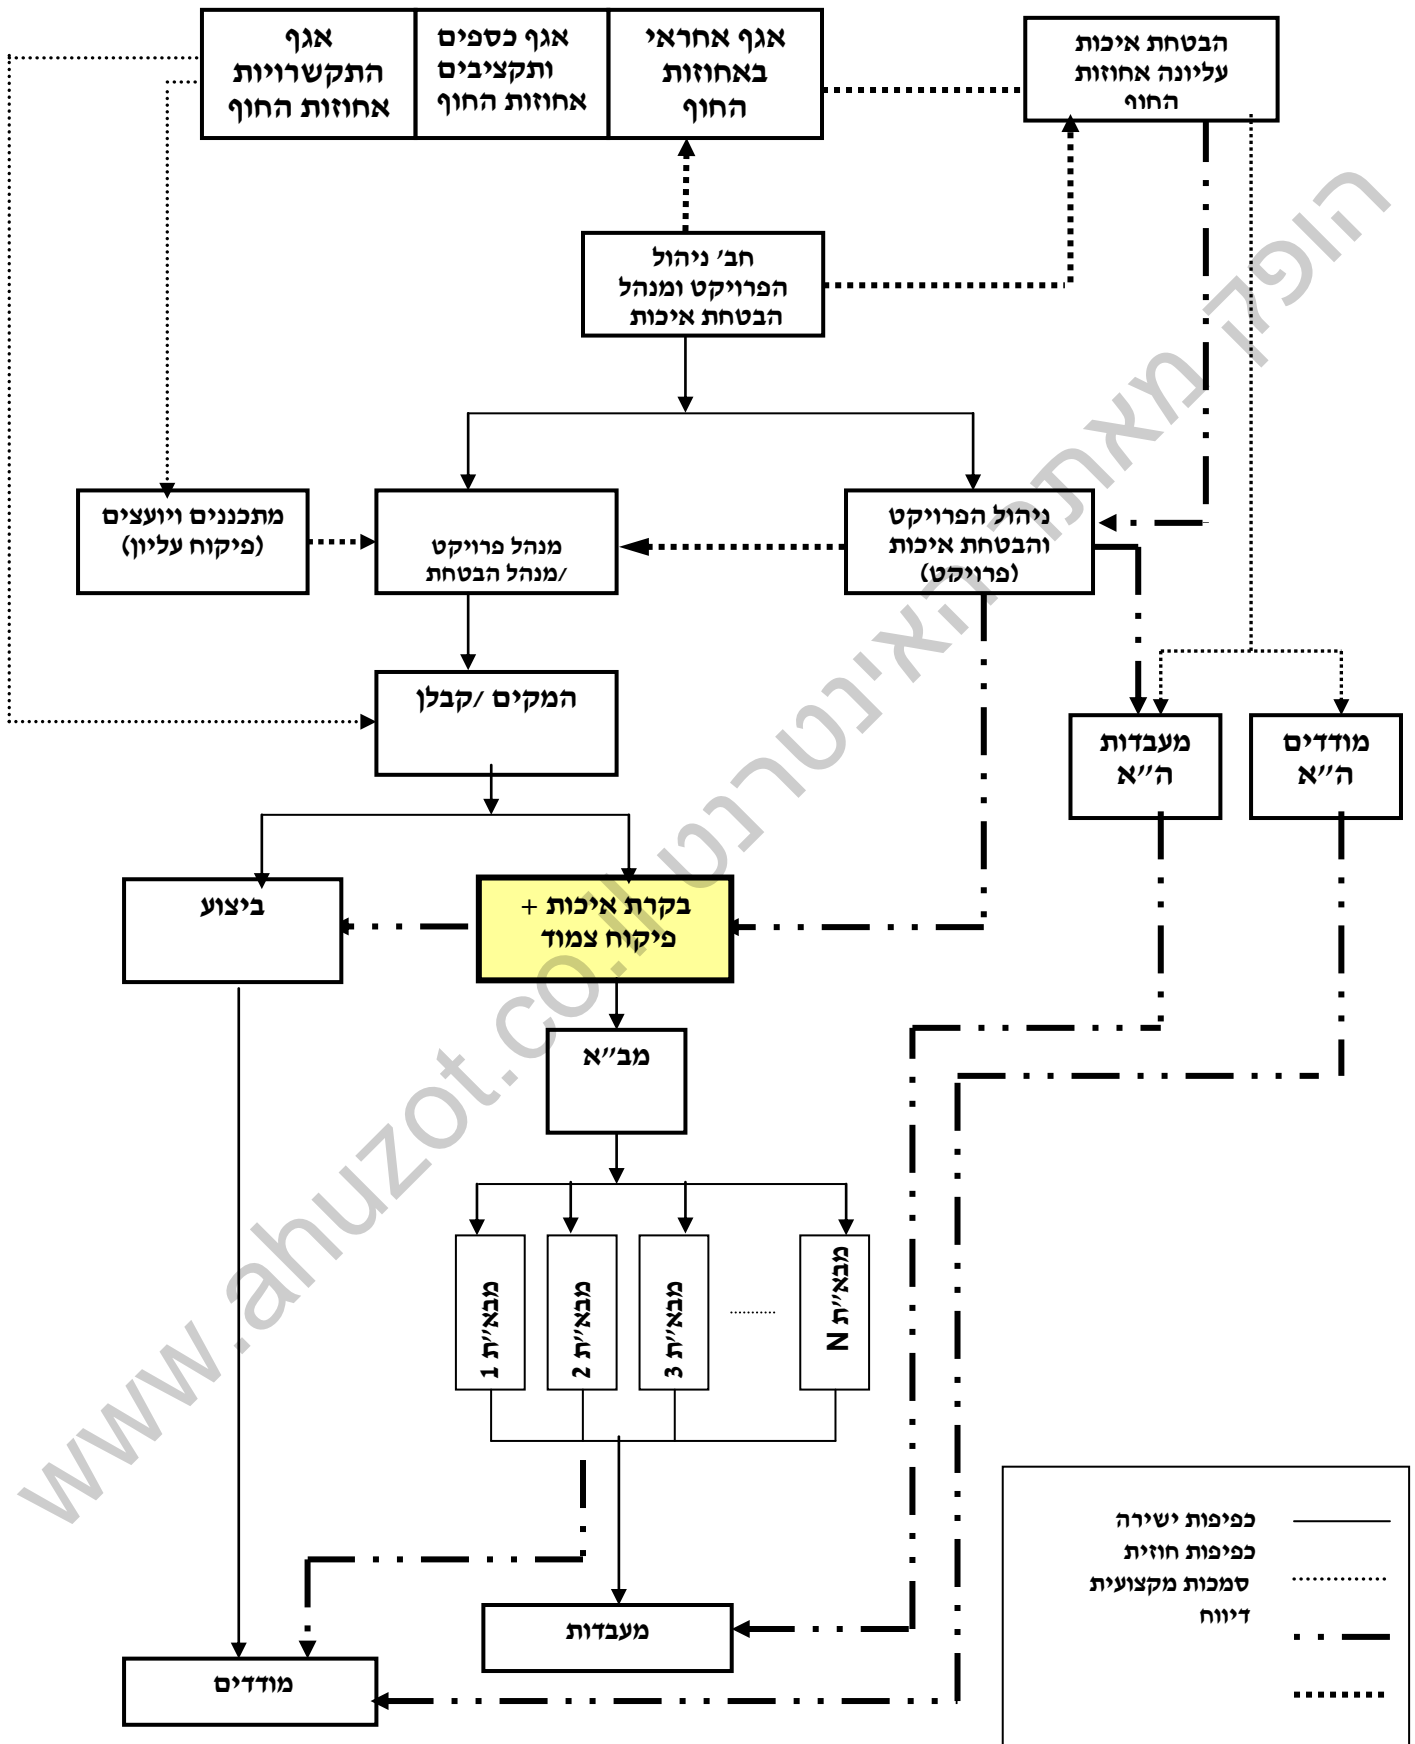 הבטחת איכות
עליונה אחוזות
החוף
אגף אחראי
באחוזות
החוף
אגף כספים
ותקציבים
אחוזות החוף
אגף
התקשרויות
אחוזות החוף
חב' ניהול
הפרויקט ומנהל
הבטחת איכות
ניהול הפרויקט
והבטחת איכות
(פרויקט)
מנהל פרויקט
/מנהל הבטחת
מתכננים ויועצים
(פיקוח עליון)
המקים /קבלן
מודדים
ה"א
מעבדות
ה"א
בקרת איכות +
פיקוח צמוד
ביצוע
מב"א
מבא"ת N
מבא"ת 3
מבא"ת 2
מבא"ת 1
מעבדות
מודדים
כפיפות ישירה
כפיפות חוזית
סמכות מקצועית
דיווח
הופק מאתר האינטרנט www.ahuzot.co.il